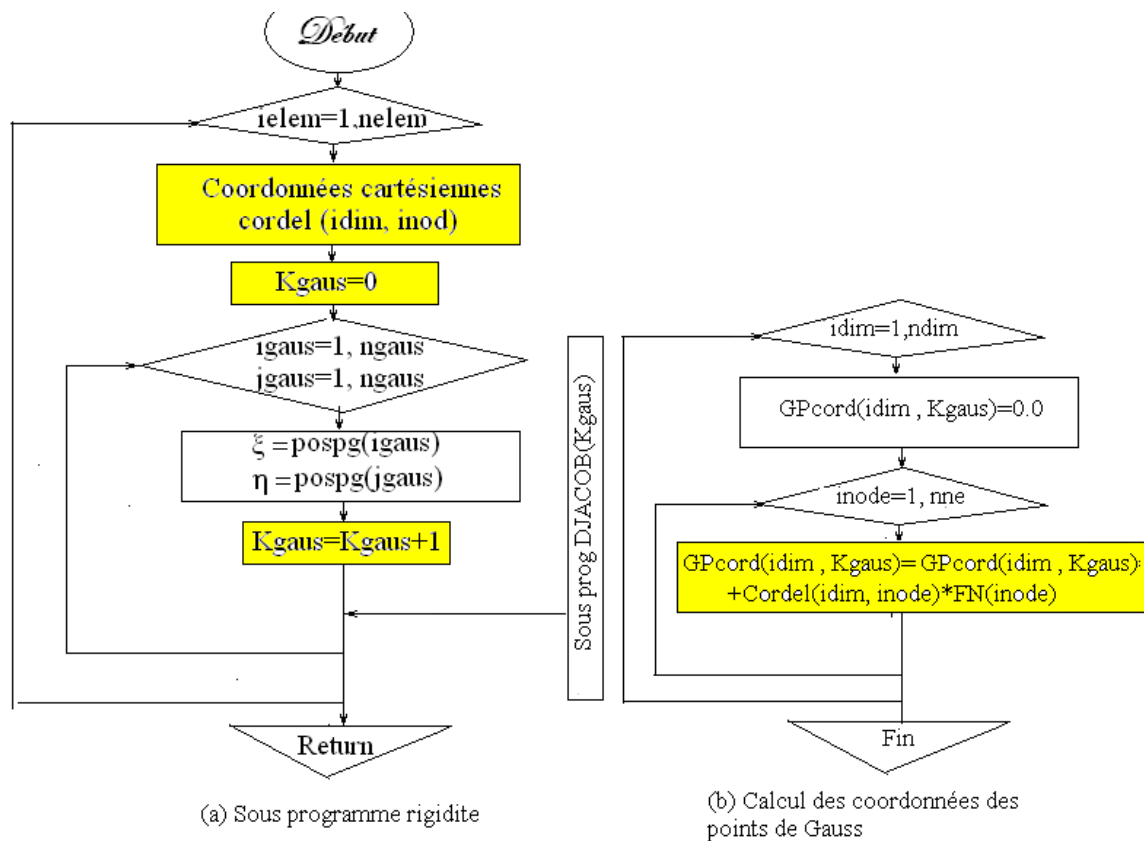 Début
ielem=1,nelem
Coordonnées cartésiennes
cordel (idim, inod)
Kgaus=0
igaus=1, ngaus
jgaus=1, ngaus
ξ =pospg(igaus)
η =pospg(jgaus)
Kgaus=Kgaus+1
Return
(a) Sous programme rigidite
Sous prog DJACOB(Kgaus)
idim=1,ndim
GPcord(idim , Kgaus)=0.0
inode=1, nne
GPcord(idim , Kgaus)= GPcord(idim , Kgaus)=
+Cordel(idim, inode)*FN(inode)
Fin
(b) Calcul des coordonnées des
points de Gauss